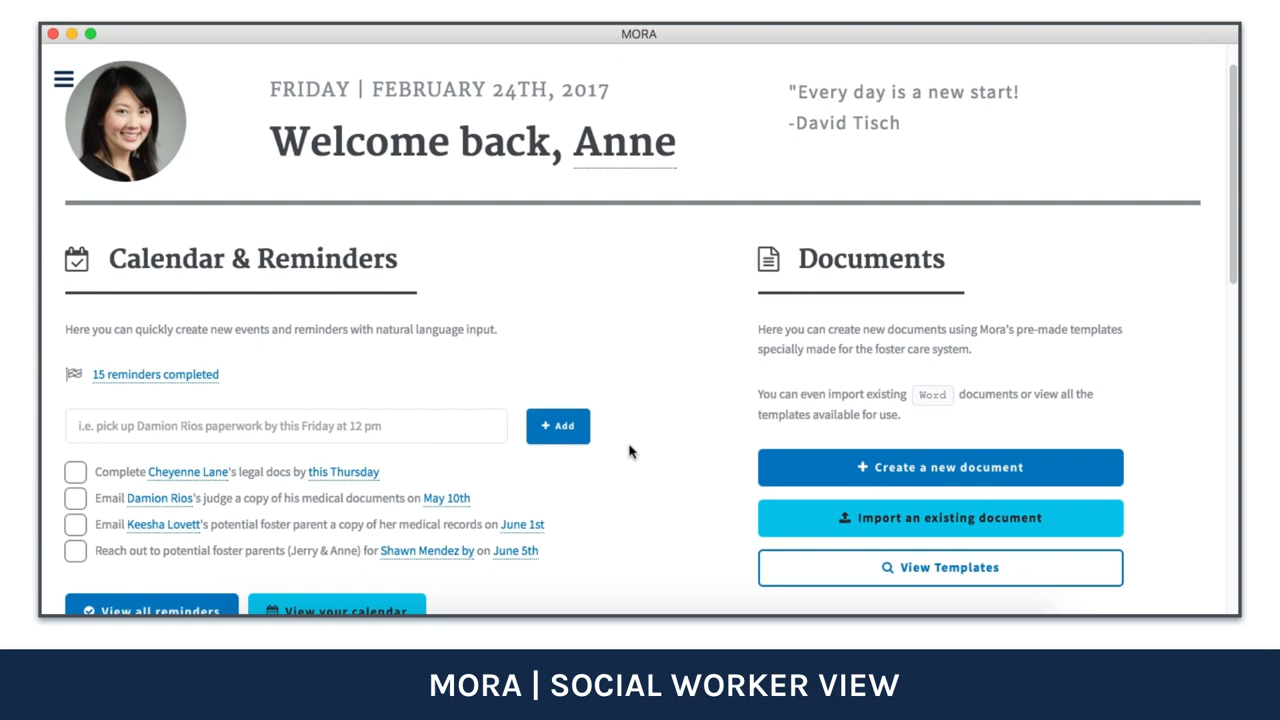 MORA
FRIDAY | FEBRUARY 24TH, 2017
Welcome back, Anne
"Every day is a new start!
-David Tisch
Calendar & Reminders
Here you can quickly create new events and reminders with natural language input.
15 reminders completed
i.e. pick up Damion Rios paperwork by this Friday at 12 pm
+ Add
Complete Cheyenne Lane's legal docs by this Thursday
Email Damion Rios's judge a copy of his medical documents on May 10th
Email Keesha Lovett's potential foster parent a copy of her medical records on June 1st
Reach out to potential foster parents (Jerry & Anne) for Shawn Mendez by on June 5th
View all reminders
View your calendar
Documents
Here you can create new documents using Mora's pre-made templates
specially made for the foster care system.
You can even import existing Word documents or view all the
templates available for use.
+ Create a new document
Import an existing document
View Templates
MORA | SOCIAL WORKER VIEW